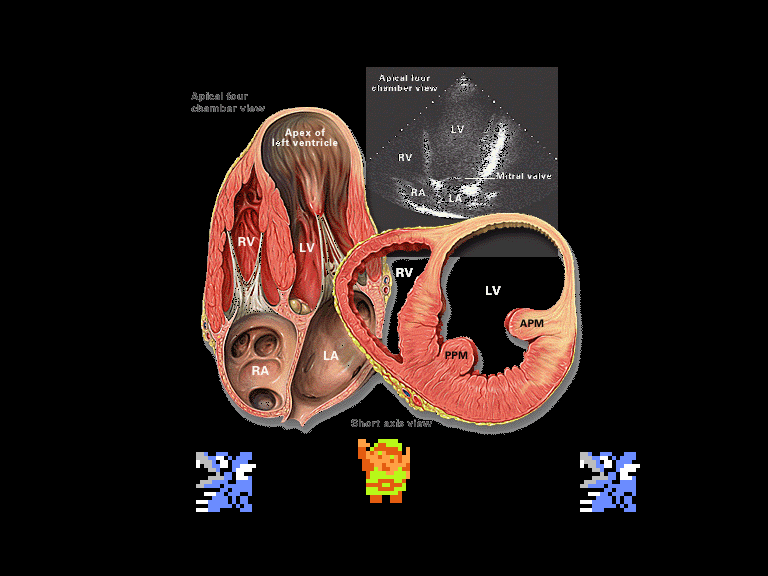 Apical four
chamber view
Apex of
left ventricle
RV
LV
RA
LA
Apical four
chamber view
LV
RV
RA
LA
Mitral valve
RV
LV
APM
PPM
Short axis view